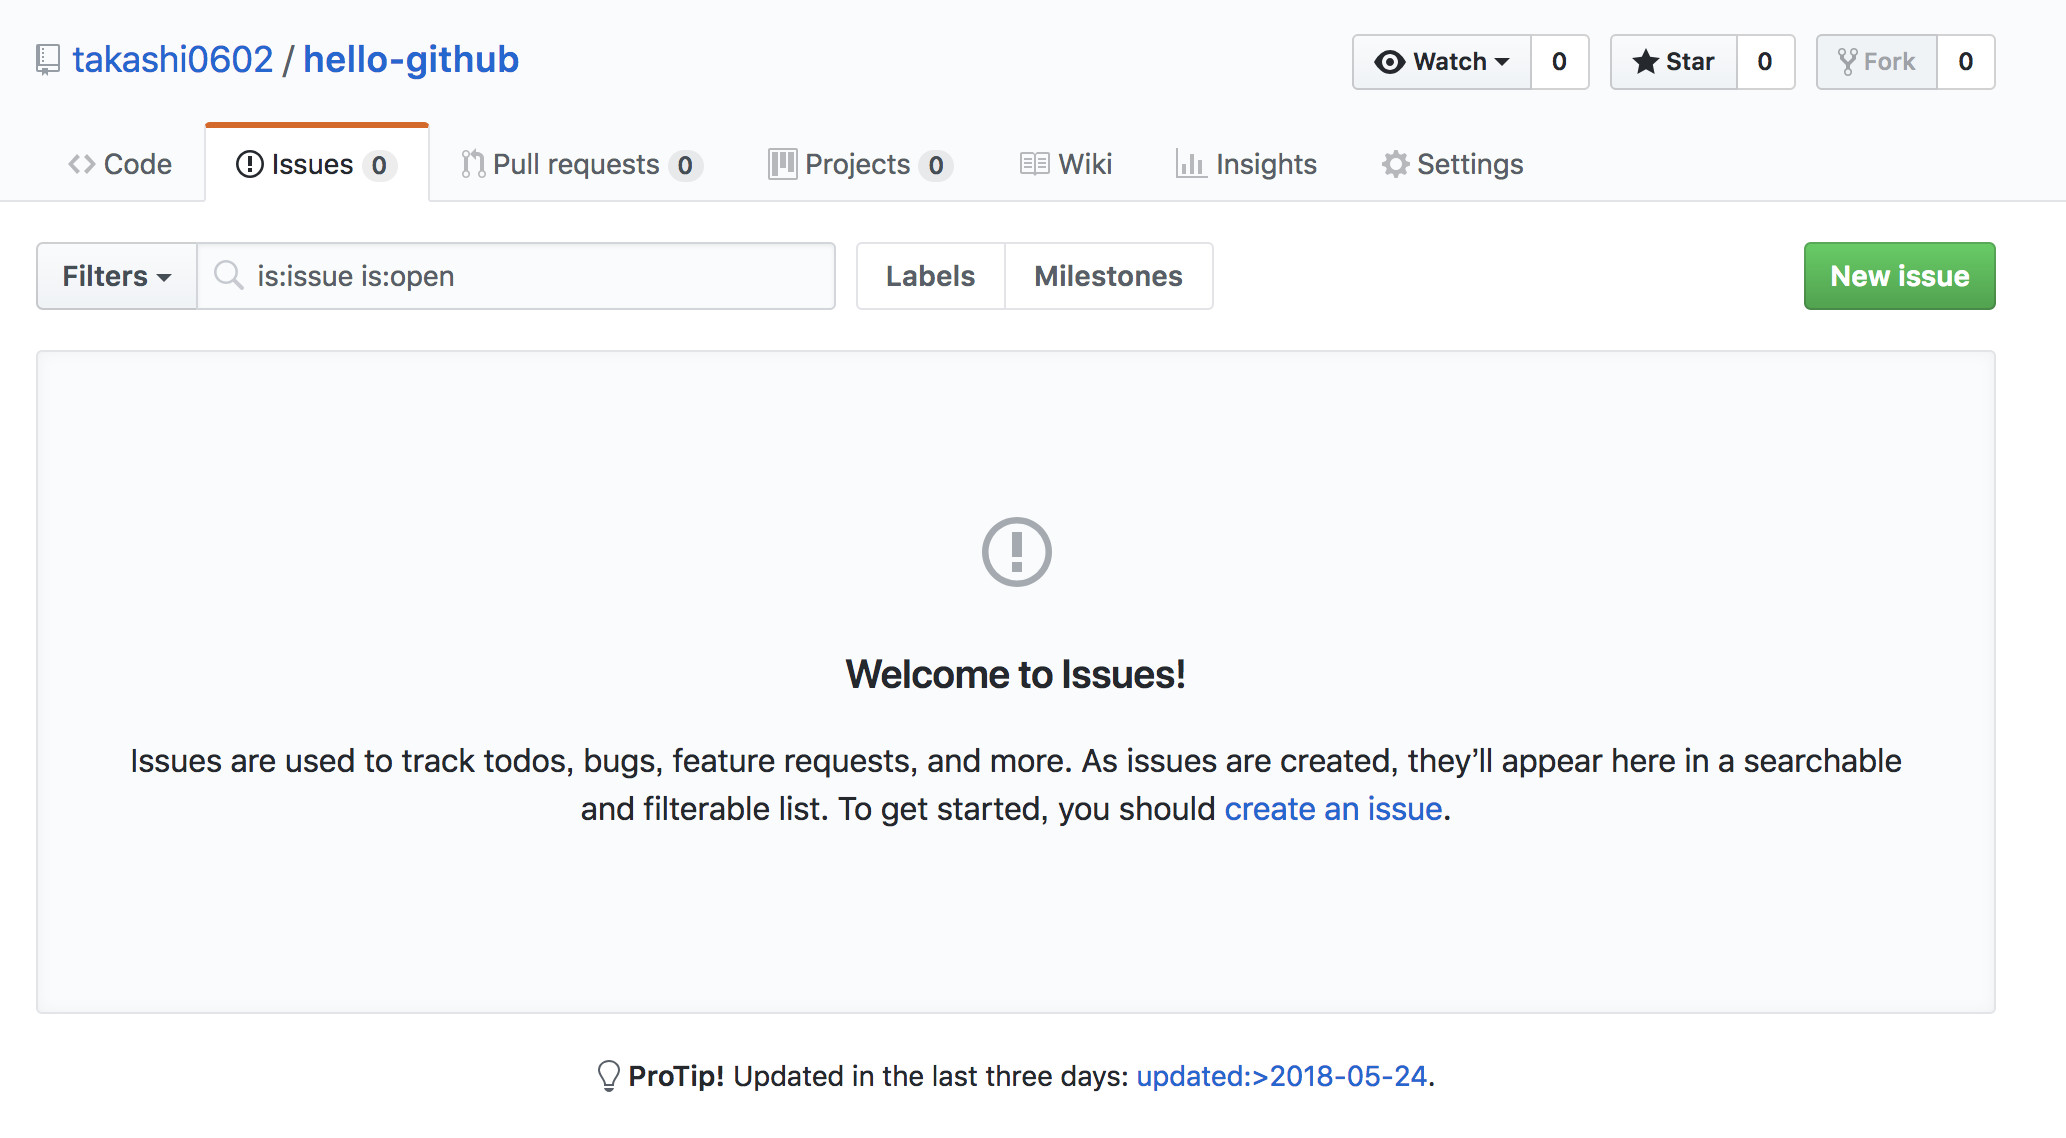 takashi0602 / hello-github
Watch 0 Star 0 Fork 0
Code Issues 0 Pull requests 0 Projects 0 Wiki Insights Settings
Filters is:issue is:open Labels Milestones New issue
Welcome to Issues!
Issues are used to track todos, bugs, feature requests, and more. As issues are created, they’ll appear here in a searchable
and filterable list. To get started, you should create an issue.
ProTip! Updated in the last three days: updated:>2018-05-24.